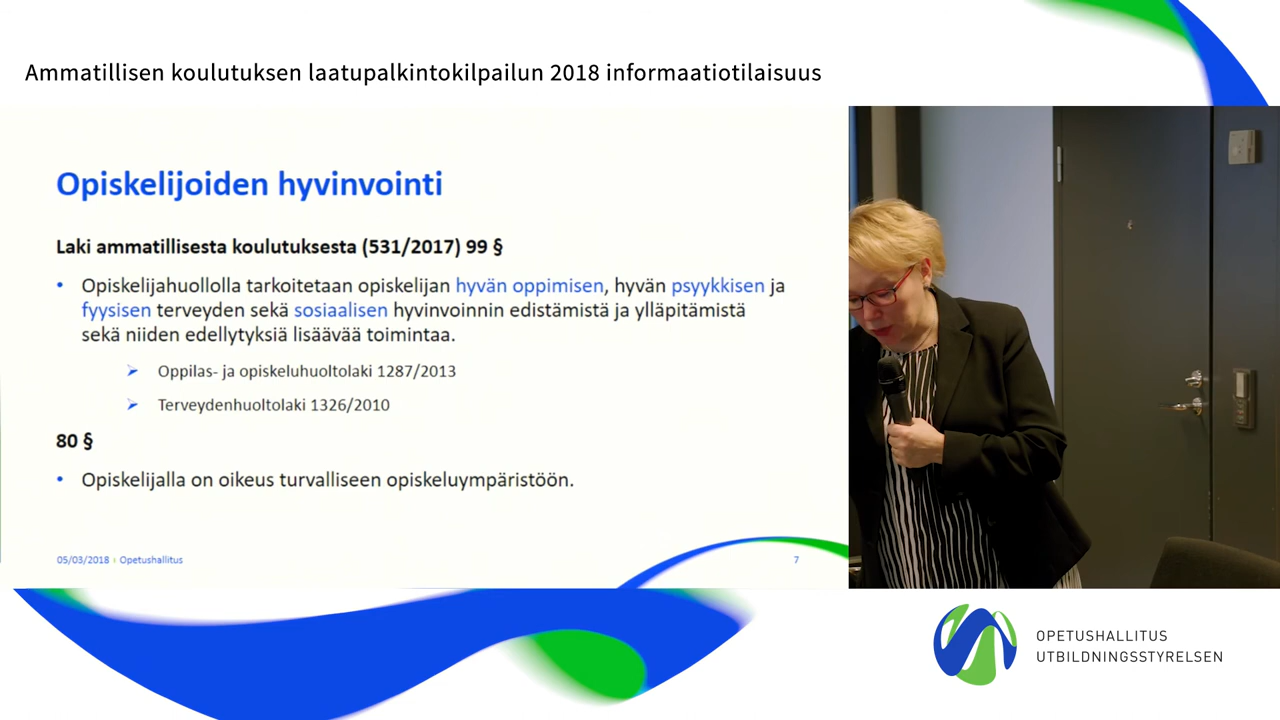 Ammatillisen koulutuksen laatupalkintokilpailun 2018 informaatiotilaisuus
Opiskelijoiden hyvinvointi
Laki ammatillisesta koulutuksesta (531/2017) 99 §
• Opiskelijahuollolla tarkoitetaan opiskelijan hyvän oppimisen, hyvän psyykkisen ja
fyysisen terveyden sekä sosiaalisen hyvinvoinnin edistämistä ja ylläpitämistä
sekä niiden edellytyksiä lisäävää toimintaa.
➢ Oppilas- ja opiskeluhuoltolaki 1287/2013
➢ Terveydenhuoltolaki 1326/2010
80 §
• Opiskelijalla on oikeus turvalliseen opiskeluympäristöön.
05/03/2018 | Opetushallitus
7
OPETUSHALLITUS
UTBILDNINGSSTYRELSEN